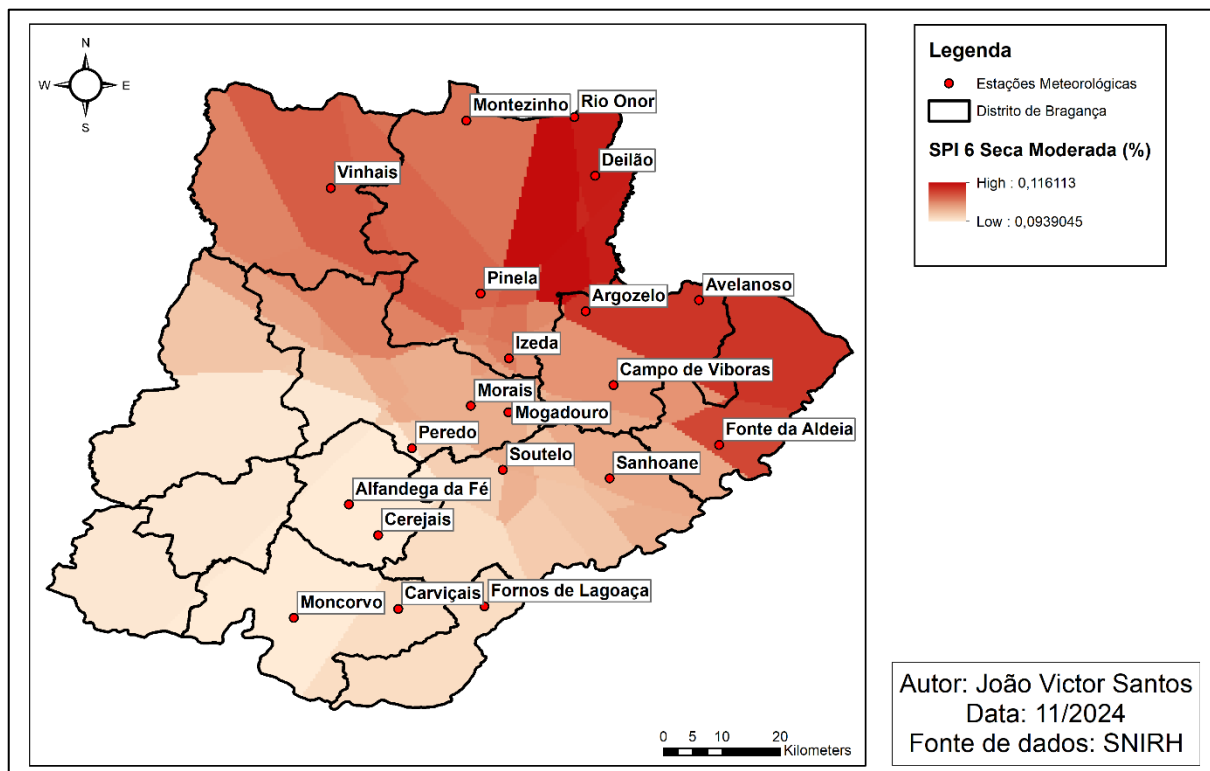 N
W
E
S
Montezinho
Rio Onor
Deilão
Vinhais
Pinela
Argozelo
Avelanoso
Izeda
Campo de Viboras
Morais
Mogadouro
Peredo
Fonte da Aldeia
Soutelo
Sanhoane
Alfandega da Fé
Cerejais
Moncorvo
Carviçais
Fornos de Lagoaça
0 5 10 20
Kilometers
Legenda
Estações Meteorológicas
Distrito de Bragança
SPI 6 Seca Moderada (%)
High : 0,116113
Low : 0,0939045
Autor: João Victor Santos
Data: 11/2024
Fonte de dados: SNIRH